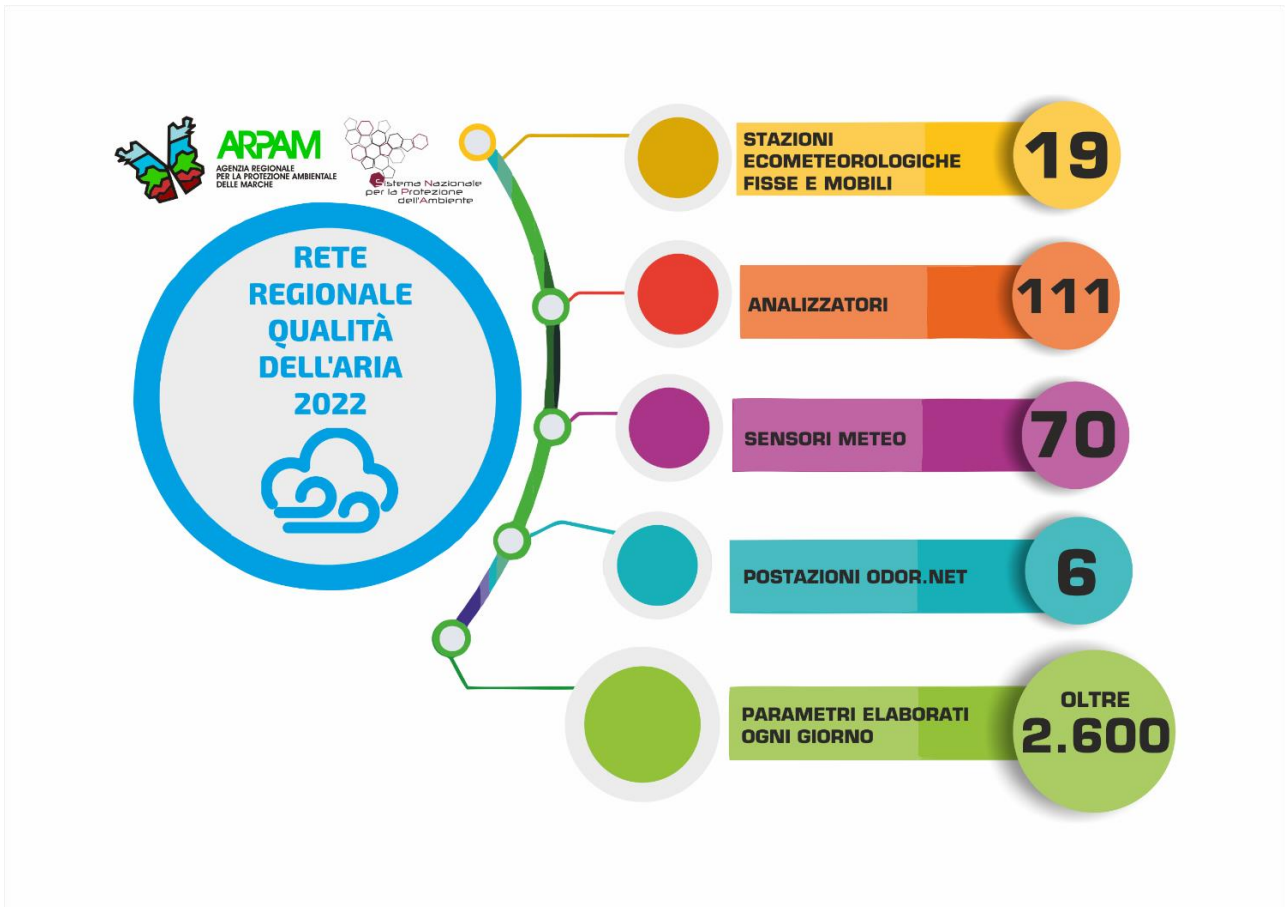 ARPAM
AGENZIA REGIONALE
PER LA PROTEZIONE AMBIENTALE
DELLE MARCHE
Sistema Nazionale
per la Protezione
dell'Ambiente
RETE
REGIONALE
QUALITÀ
DELL'ARIA
2022
STAZIONI
ECOMETEOROLOGICHE
FISSE E MOBILI
19
ANALIZZATORI
111
SENSORI METEO
70
POSTAZIONI ODOR.NET
6
PARAMETRI ELABORATI
OGNI GIORNO
OLTRE
2.600